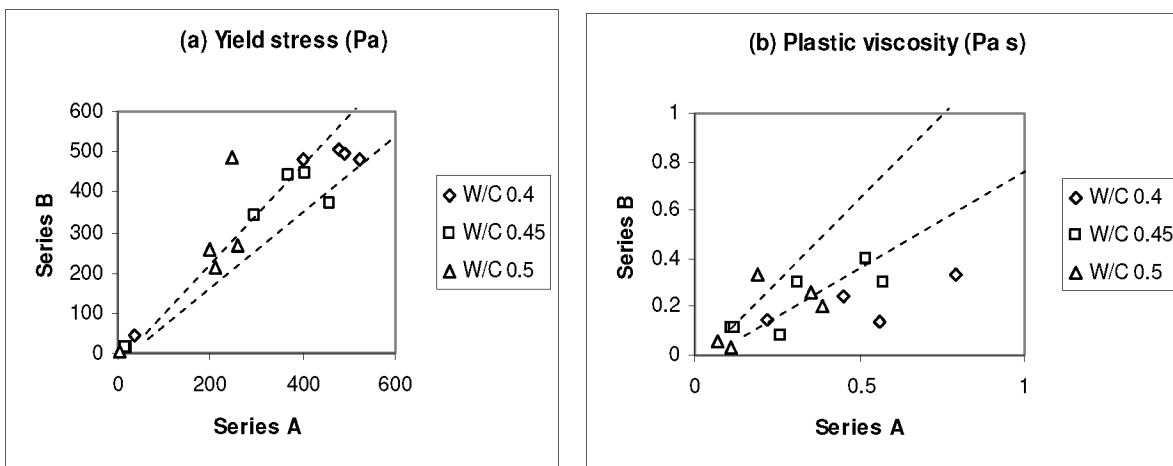 (a) Yield stress (Pa)
600
500
400
300
200
100
0
0 200 400 600
Series B
Series A
W/C 0.4
W/C 0.45
W/C 0.5
(b) Plastic viscosity (Pa s)
1
0.8
0.6
0.4
0.2
0
0 0.5 1
Series B
Series A
W/C 0.4
W/C 0.45
W/C 0.5